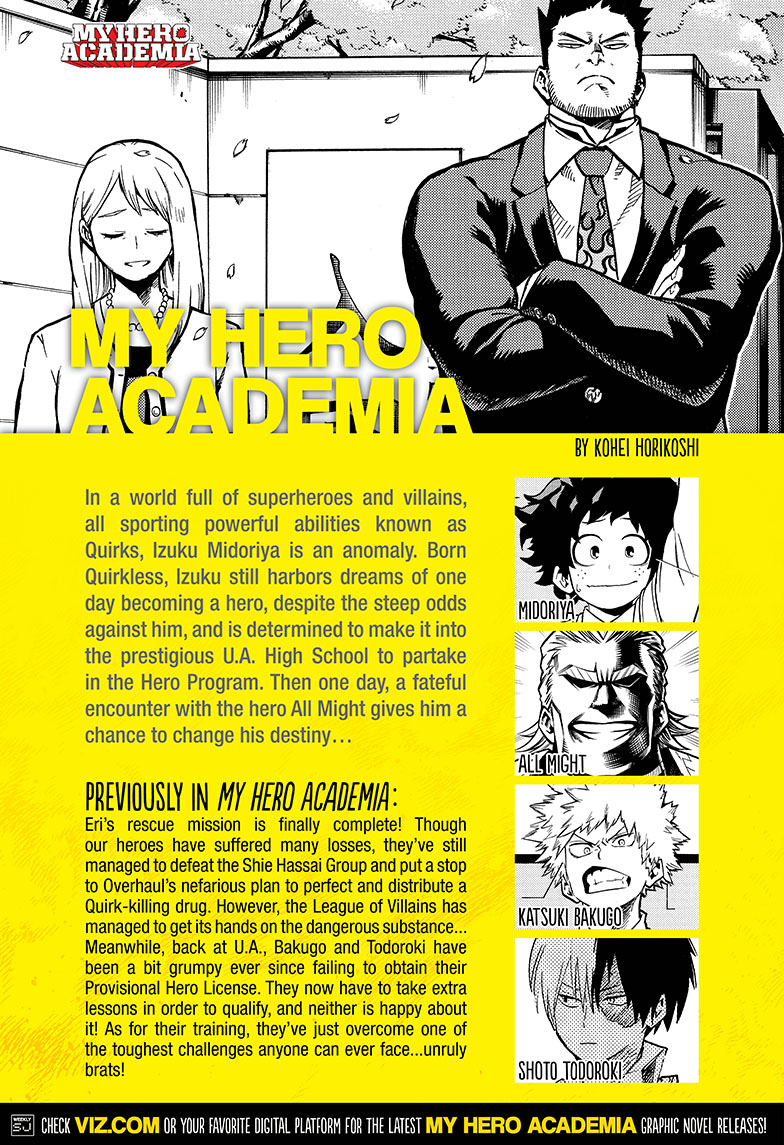 MY HERO
ACADEMIA
MY HERO
ACADEMIA
BY KOHEI HORIKOSHI
In a world full of superheroes and villains,
all sporting powerful abilities known as
Quirks, Izuku Midoriya is an anomaly. Born
Quirkless, Izuku still harbors dreams of one
day becoming a hero, despite the steep odds
against him, and is determined to make it into
the prestigious U.A. High School to partake
in the Hero Program. Then one day, a fateful
encounter with the hero All Might gives him a
chance to change his destiny...
PREVIOUSLY IN MY HERO ACADEMIA:
Eri's rescue mission is finally complete! Though
our heroes have suffered many losses, they've still
managed to defeat the Shie Hassai Group and put a stop
to Overhaul's nefarious plan to perfect and distribute a
Quirk-killing drug. However, the League of Villains has
managed to get its hands on the dangerous substance...
Meanwhile, back at U.A., Bakugo and Todoroki have
been a bit grumpy ever since failing to obtain their
Provisional Hero License. They now have to take extra
lessons in order to qualify, and neither is happy about
it! As for their training, they've just overcome one of
the toughest challenges anyone can ever face...unruly
brats!
MIDORIYA
ALL MIGHT
KATSUKI BAKUGO
SHOTO TODOROKI
WEEKLY
SJ
CHECK VIZ.COM OR YOUR FAVORITE DIGITAL PLATFORM FOR THE LATEST MY HERO ACADEMIA GRAPHIC NOVEL RELEASES!